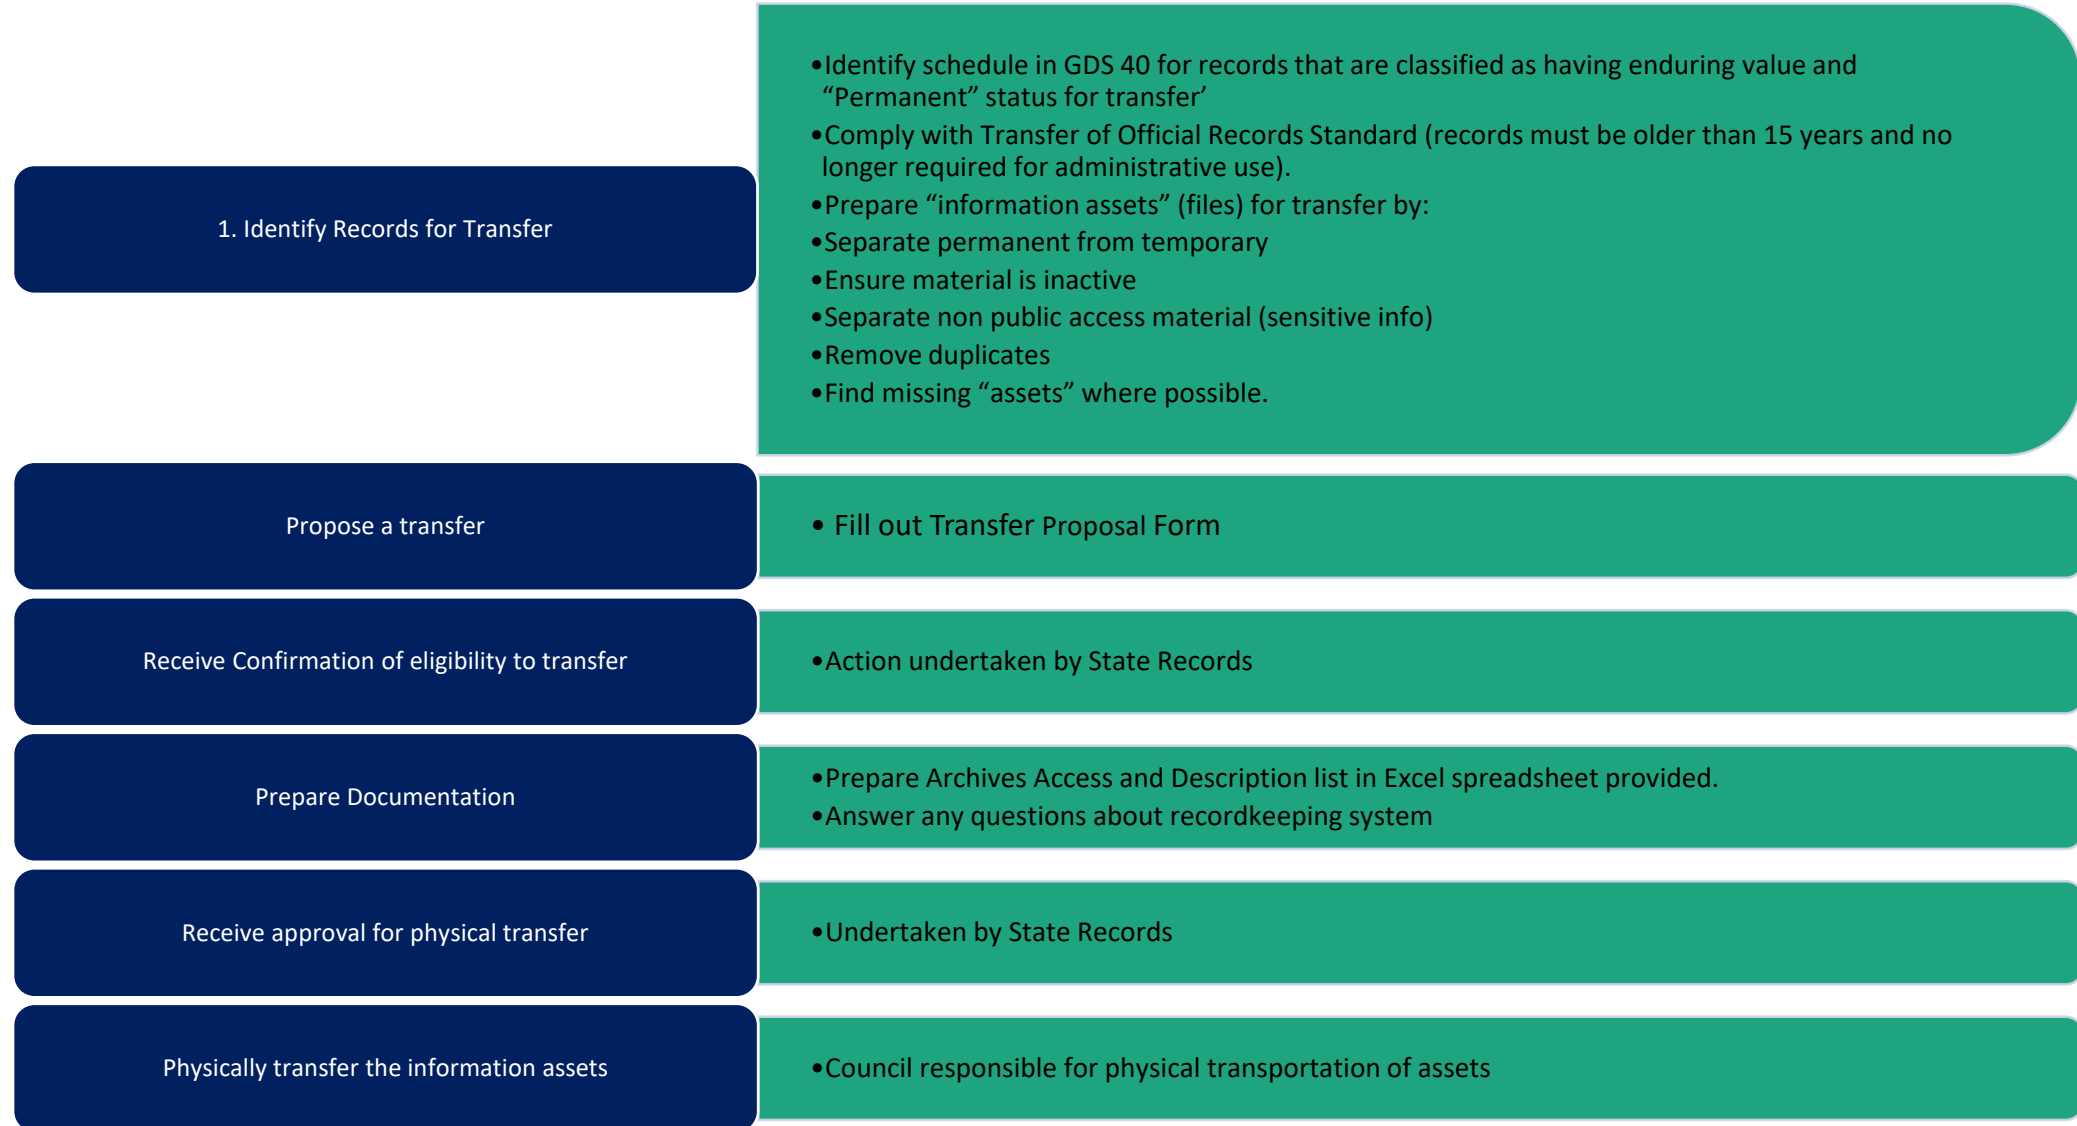 1. Identify Records for Transfer
•Identify schedule in GDS 40 for records that are classified as having enduring value and
“Permanent” status for transfer’
•Comply with Transfer of Official Records Standard (records must be older than 15 years and no
longer required for administrative use).
•Prepare “information assets” (files) for transfer by:
•Separate permanent from temporary
•Ensure material is inactive
•Separate non public access material (sensitive info)
•Remove duplicates
•Find missing “assets” where possible.
Propose a transfer
• Fill out Transfer Proposal Form
Receive Confirmation of eligibility to transfer
•Action undertaken by State Records
Prepare Documentation
•Prepare Archives Access and Description list in Excel spreadsheet provided.
•Answer any questions about recordkeeping system
Receive approval for physical transfer
•Undertaken by State Records
Physically transfer the information assets
•Council responsible for physical transportation of assets